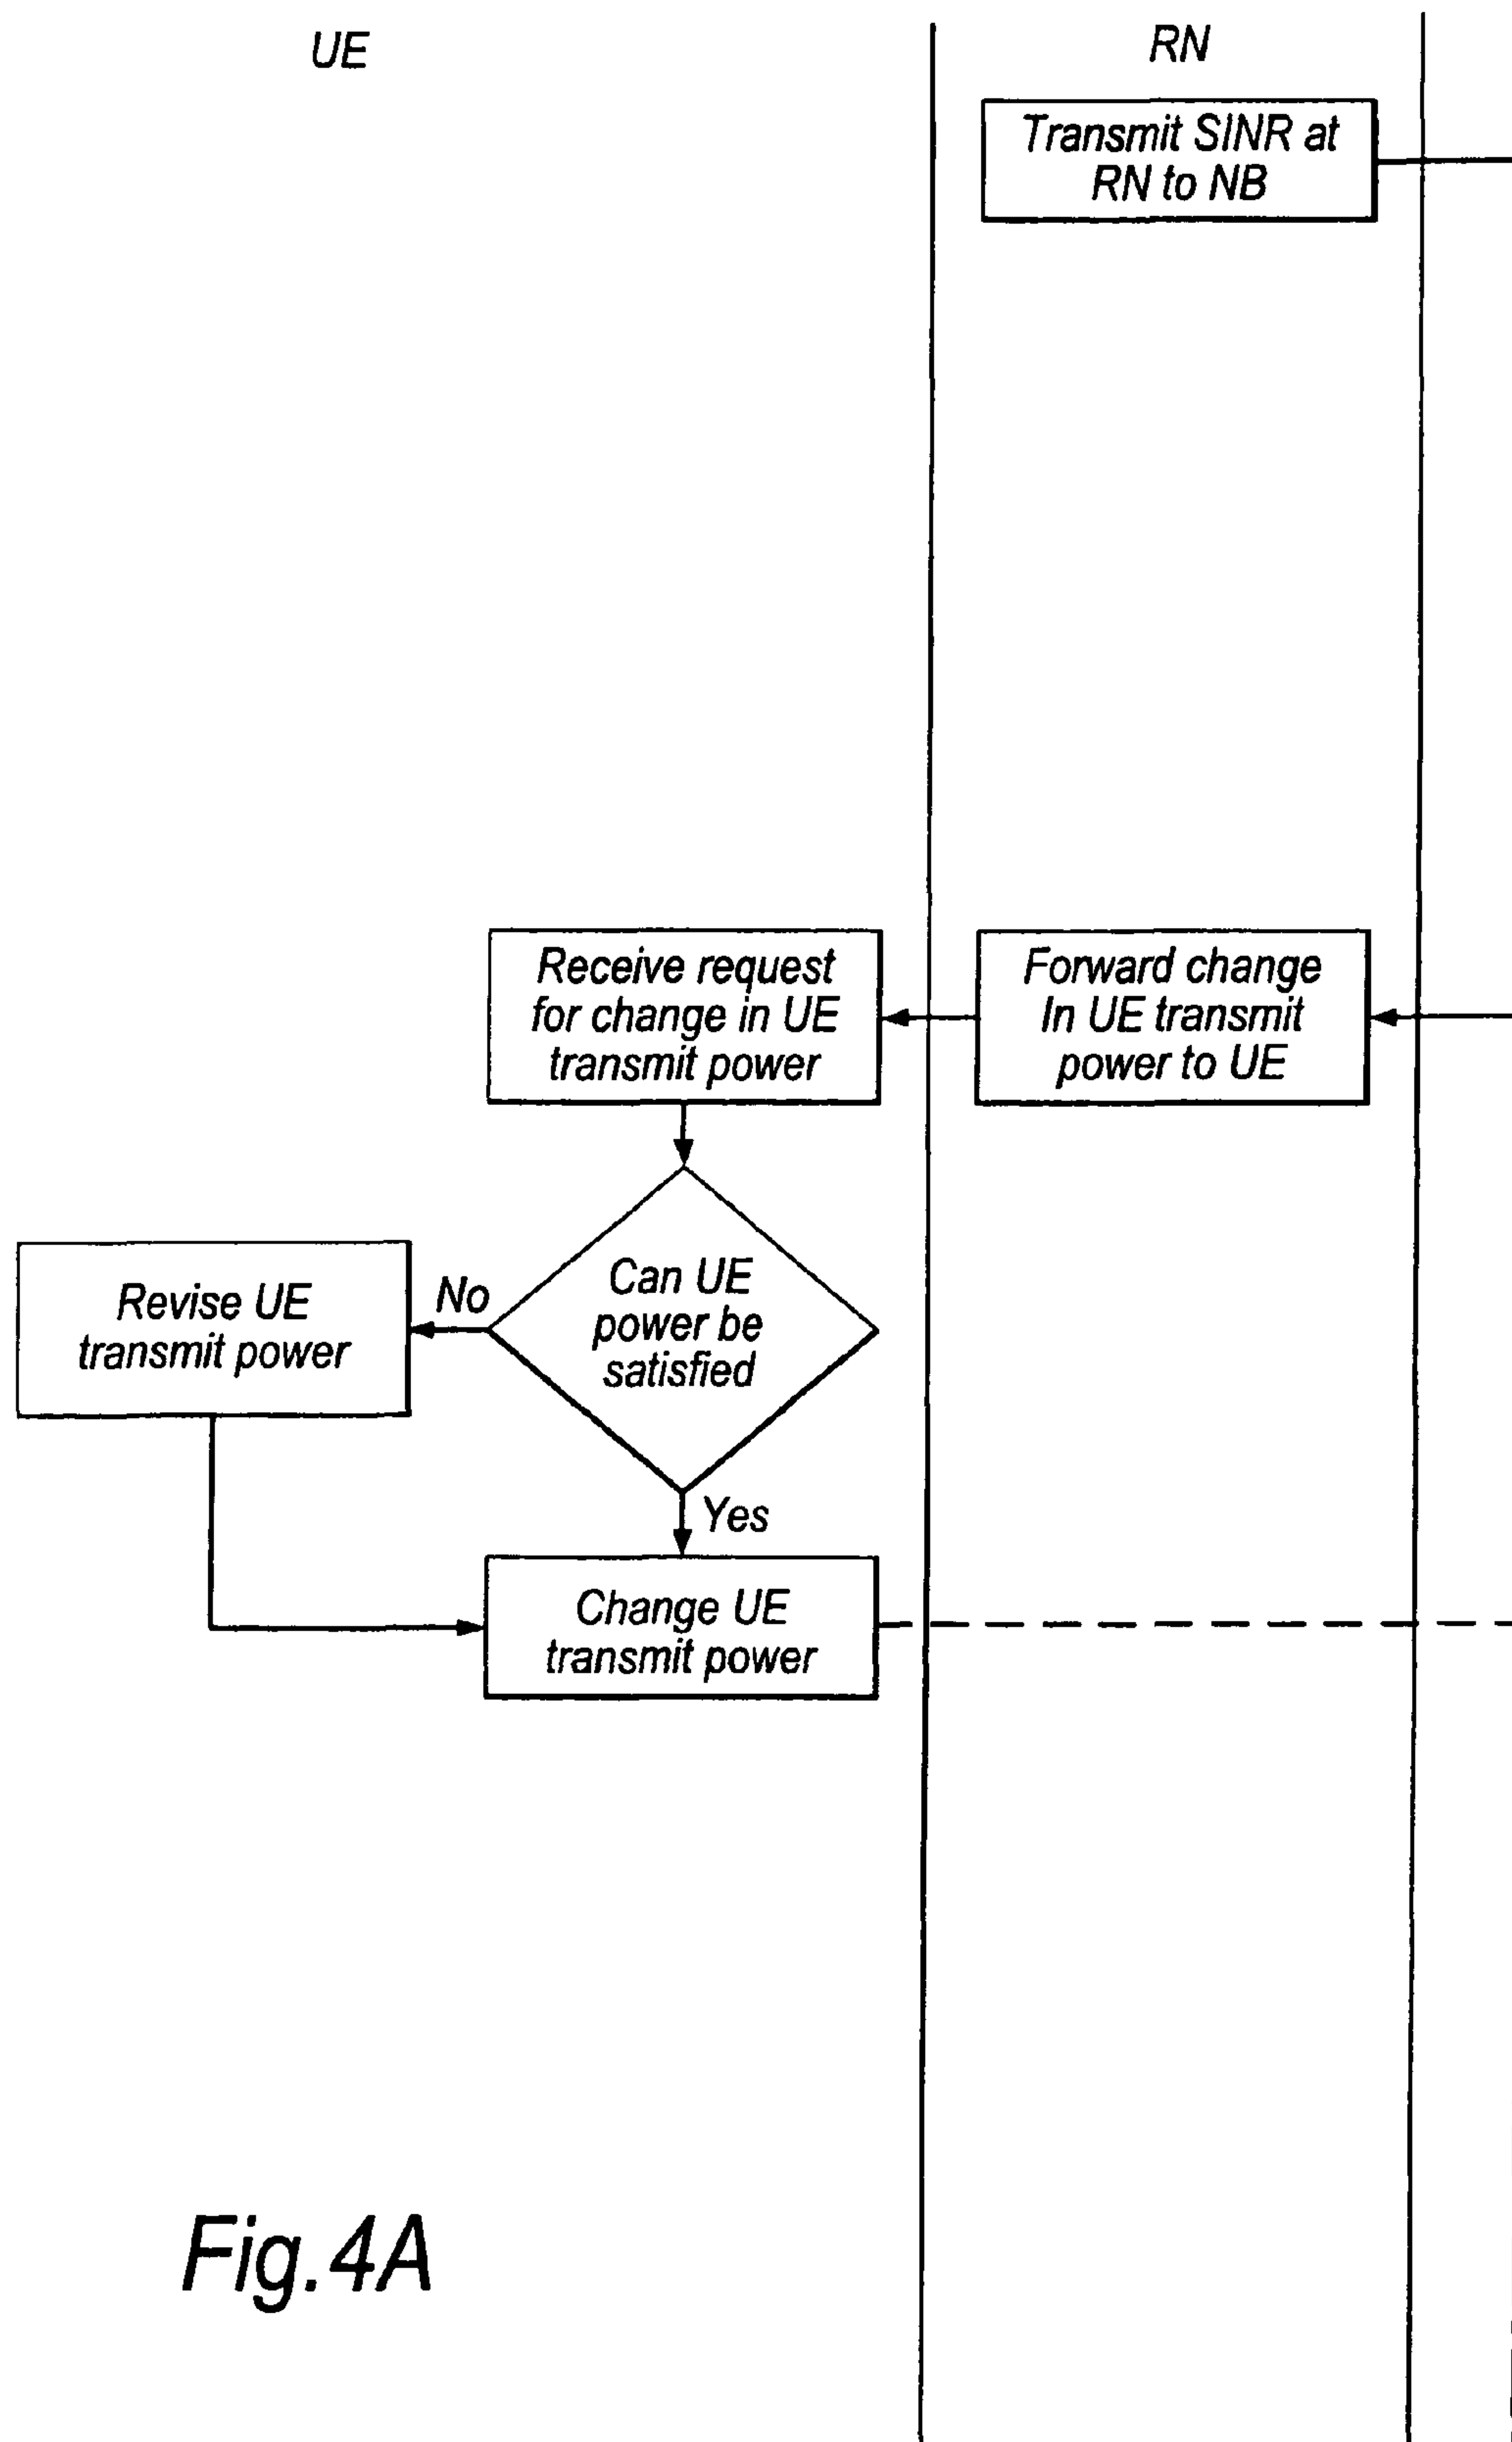 UE
RN
Transmit SINR at
RN to NB
Receive request
for change in UE
transmit power
Forward change
In UE transmit
power to UE
Can UE
power be
satisfied
No
Revise UE
transmit power
Yes
Change UE
transmit power
Fig.4A